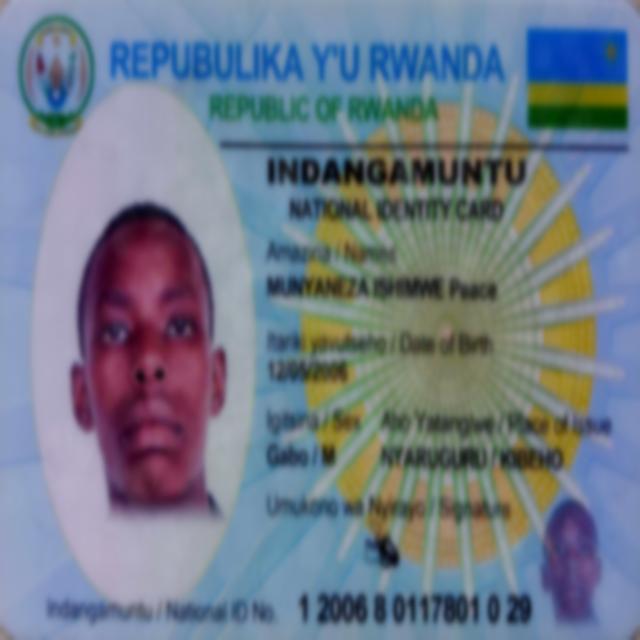 REPUBULIKA Y'U RWANDA
REPUBLIC OF RWANDA
INDANGAMUNTU
NATIONAL IDENTITY CARD
Amazina / Names
MUNYANEZA ISHIMWE Peace
Itariki yavutseho / Date of Birth
12/05/2006
Igitsina / Sex Aho Yatangiwe / Place of Issue
Gabo / M NYARUGURU / KIBEHO
Umukono wa Nyirayo / Signature
Indangamuntu / National ID No. 1 2006 8 0117801 0 29